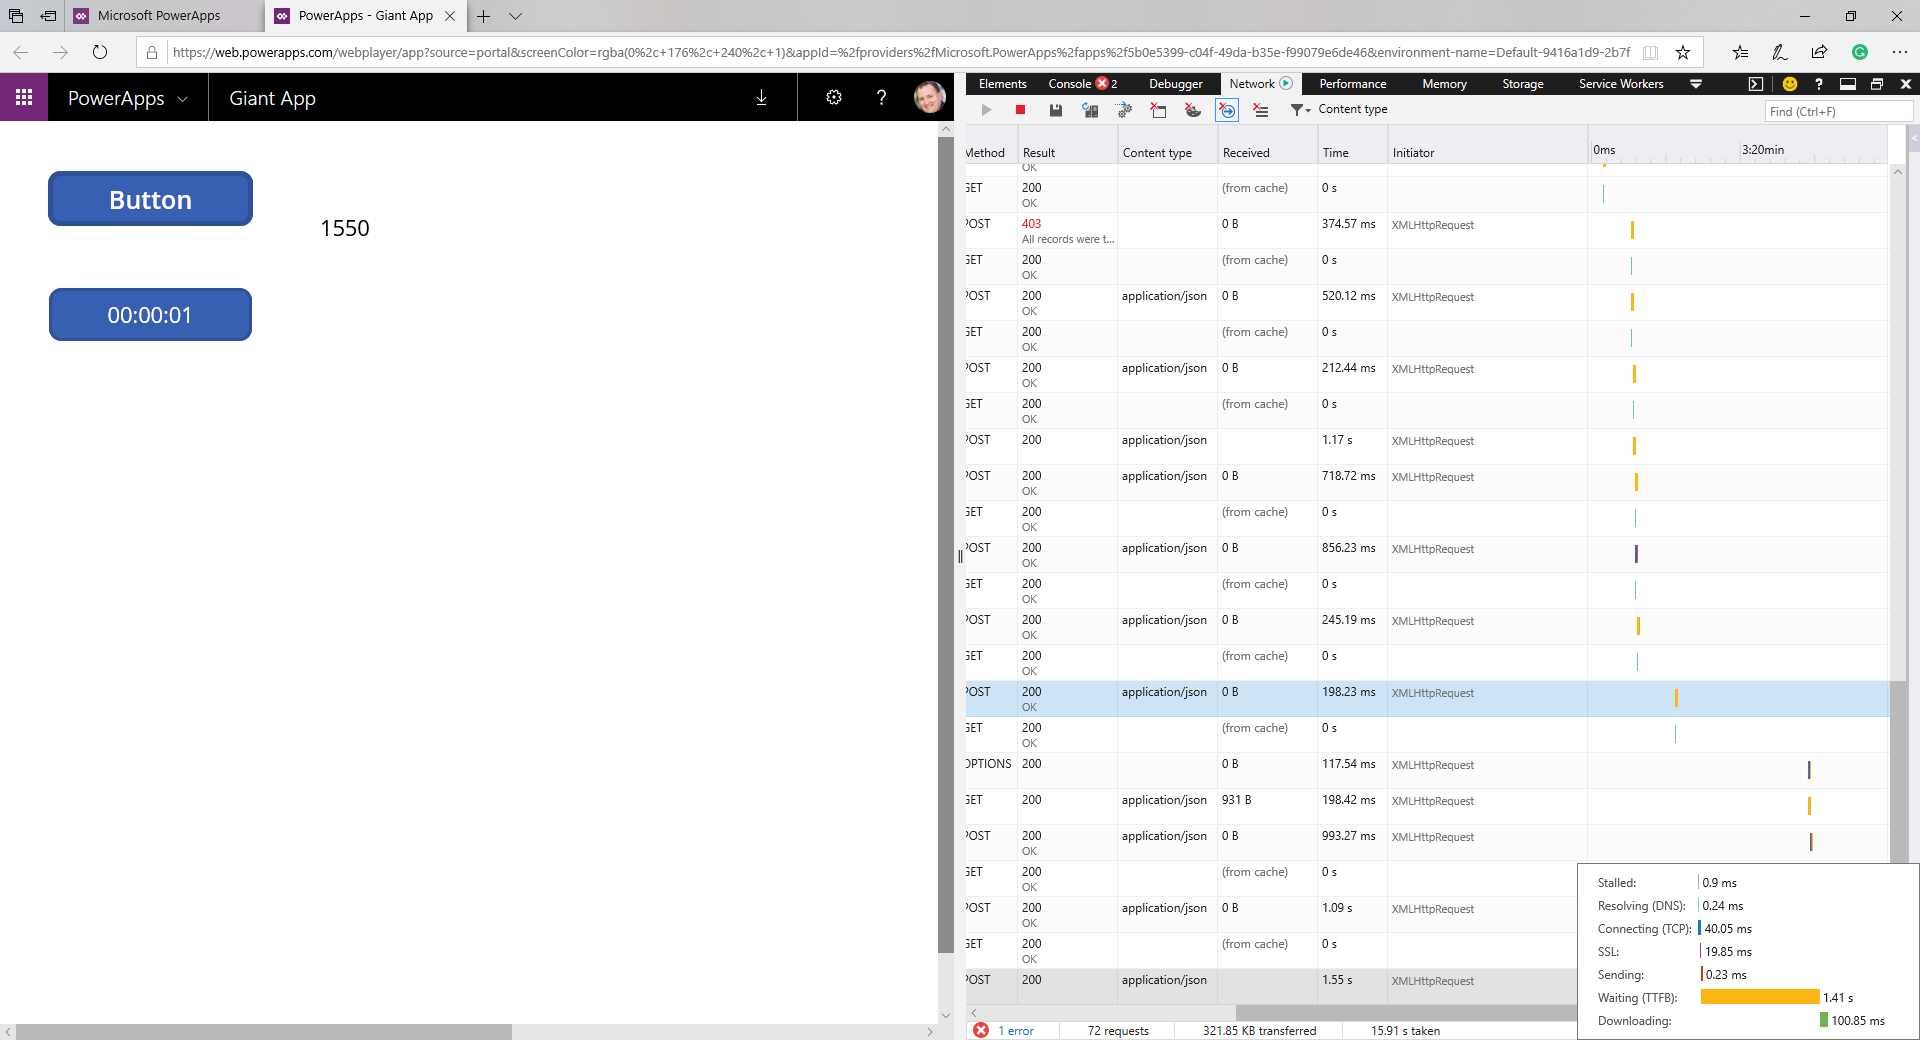 Microsoft PowerApps
PowerApps - Giant App
https://web.powerapps.com/webplayer/app?source=portal&screenColor=rgba(0%2c+176%2c+240%2c+1)&appId=%2fproviders%2fMicrosoft.PowerApps%2fapps%2f5b0e5399-c04f-49da-b35e-f99079e6de46&environment-name=Default-9416a1d9-2b7f
PowerApps
Giant App
?
Button
1550
00:00:01
Elements Console 2 Debugger Network Performance Memory Storage Service Workers ?
Content type
Find (Ctrl+F)
Method Result Content type Received Time Initiator 0ms 3:20min
OK
GET 200 (from cache) 0 s
OK
POST 403 0 B 374.57 ms XMLHttpRequest
All records were t...
GET 200 (from cache) 0 s
OK
POST 200 application/json 0 B 520.12 ms XMLHttpRequest
OK
GET 200 (from cache) 0 s
OK
POST 200 application/json 0 B 212.44 ms XMLHttpRequest
OK
GET 200 (from cache) 0 s
OK
POST 200 application/json 1.17 s XMLHttpRequest
POST 200 application/json 0 B 718.72 ms XMLHttpRequest
OK
GET 200 (from cache) 0 s
OK
POST 200 application/json 0 B 856.23 ms XMLHttpRequest
OK
GET 200 (from cache) 0 s
OK
POST 200 application/json 0 B 245.19 ms XMLHttpRequest
OK
GET 200 (from cache) 0 s
OK
POST 200 application/json 0 B 198.23 ms XMLHttpRequest
OK
GET 200 (from cache) 0 s
OK
OPTIONS 200 0 B 117.54 ms XMLHttpRequest
GET 200 application/json 931 B 198.42 ms XMLHttpRequest
POST 200 application/json 0 B 993.27 ms XMLHttpRequest
OK
GET 200 (from cache) 0 s
OK
POST 200 application/json 0 B 1.09 s XMLHttpRequest
OK
GET 200 (from cache) 0 s
OK
POST 200 application/json 1.55 s XMLHttpRequest
Stalled: 0.9 ms
Resolving (DNS): 0.24 ms
Connecting (TCP): 40.05 ms
SSL: 19.85 ms
Sending: 0.23 ms
Waiting (TTFB): 1.41 s
Downloading: 100.85 ms
1 error 72 requests 321.85 KB transferred 15.91 s taken